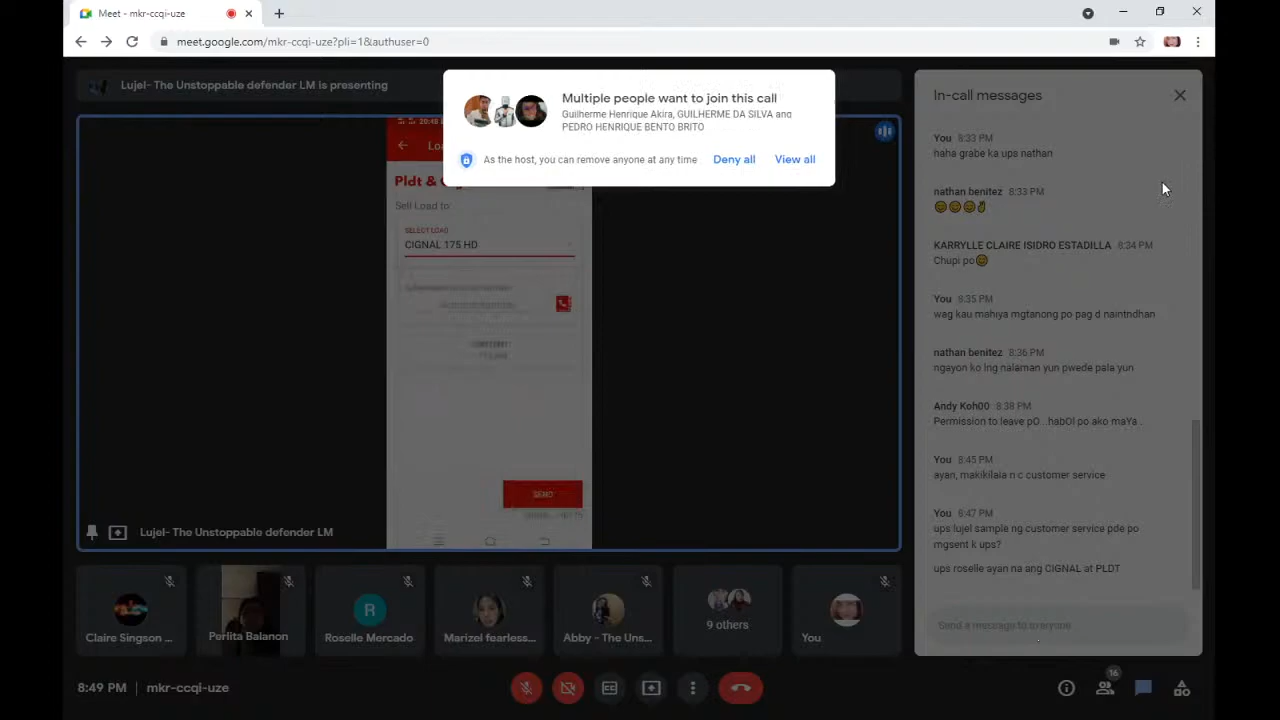 Meet - mkr-ccqi-uze
meet.google.com/mkr-ccqi-uze?pli=1&authuser=0
Lujel- The Unstoppable defender LM is presenting
Multiple people want to join this call
Guilherme Henrique Akira, GUILHERME DA SILVA and
PEDRO HENRIQUE BENTO BRITO
As the host, you can remove anyone at any time
Deny all
View all
Pldt &
Sell Load to:
SELECT LOAD
CIGNAL 175 HD
SEND
Lujel- The Unstoppable defender LM
Claire Singson ...
Perlita Balanon
R
Roselle Mercado
Marizel fearless...
Abby - The Uns...
9 others
You
In-call messages
You 8:33 PM
haha grabe ka ups nathan
nathan benitez 8:33 PM
KARRYLLE CLAIRE ISIDRO ESTADILLA 8:34 PM
Chupi po
You 8:35 PM
wag kau mahiya mgtanong po pag d naintndhan
nathan benitez 8:36 PM
ngayon ko lng nalaman yun pwede pala yun
Andy Koh00 8:38 PM
Permission to leave pO...habOl po ako maYa .
You 8:45 PM
ayan, makikilala n c customer service
You 8:47 PM
ups lujel sample ng customer service pde po
mgsent k ups?
ups roselle ayan na ang CIGNAL at PLDT
Send a message to everyone
8:49 PM | mkr-ccqi-uze
16